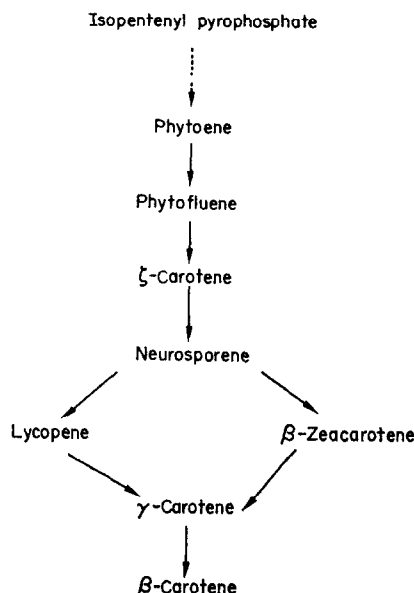 Isopentenyl pyrophosphate
Phytoene
Phytofluene
ζ-Carotene
Neurosporene
Lycopene
β-Zeacarotene
γ-Carotene
β-Carotene